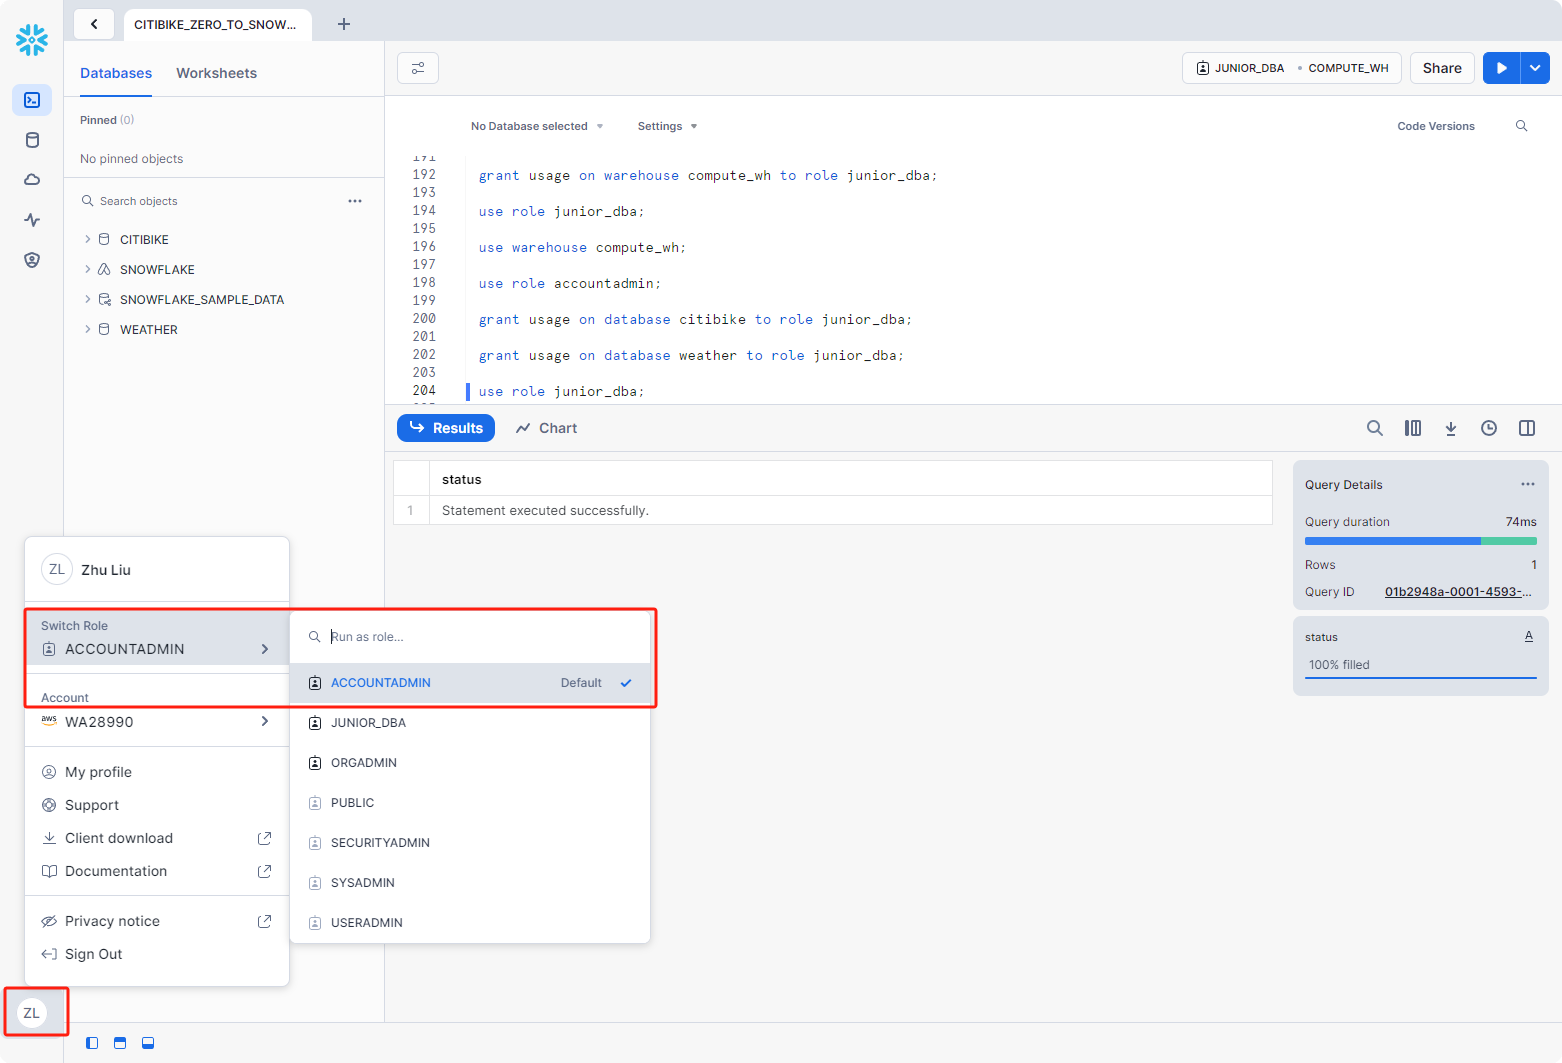 CITIBIKE_ZERO_TO_SNOW...
Databases
Worksheets
Pinned (0)
No pinned objects
Search objects
CITIBIKE
SNOWFLAKE
SNOWFLAKE_SAMPLE_DATA
WEATHER
JUNIOR_DBA
COMPUTE_WH
Share
No Database selected
Settings
Code Versions
191
192 grant usage on warehouse compute_wh to role junior_dba;
193
194 use role junior_dba;
195
196 use warehouse compute_wh;
197
198 use role accountadmin;
199
200 grant usage on database citibike to role junior_dba;
201
202 grant usage on database weather to role junior_dba;
203
204 use role junior_dba;
Results
Chart
status
1 Statement executed successfully.
Query Details
Query duration 74ms
Rows 1
Query ID 01b2948a-0001-4593-...
status A
100% filled
ZL Zhu Liu
Switch Role
ACCOUNTADMIN
Account
aws WA28990
My profile
Support
Client download
Documentation
Privacy notice
Sign Out
Run as role...
ACCOUNTADMIN Default
JUNIOR_DBA
ORGADMIN
PUBLIC
SECURITYADMIN
SYSADMIN
USERADMIN
ZL